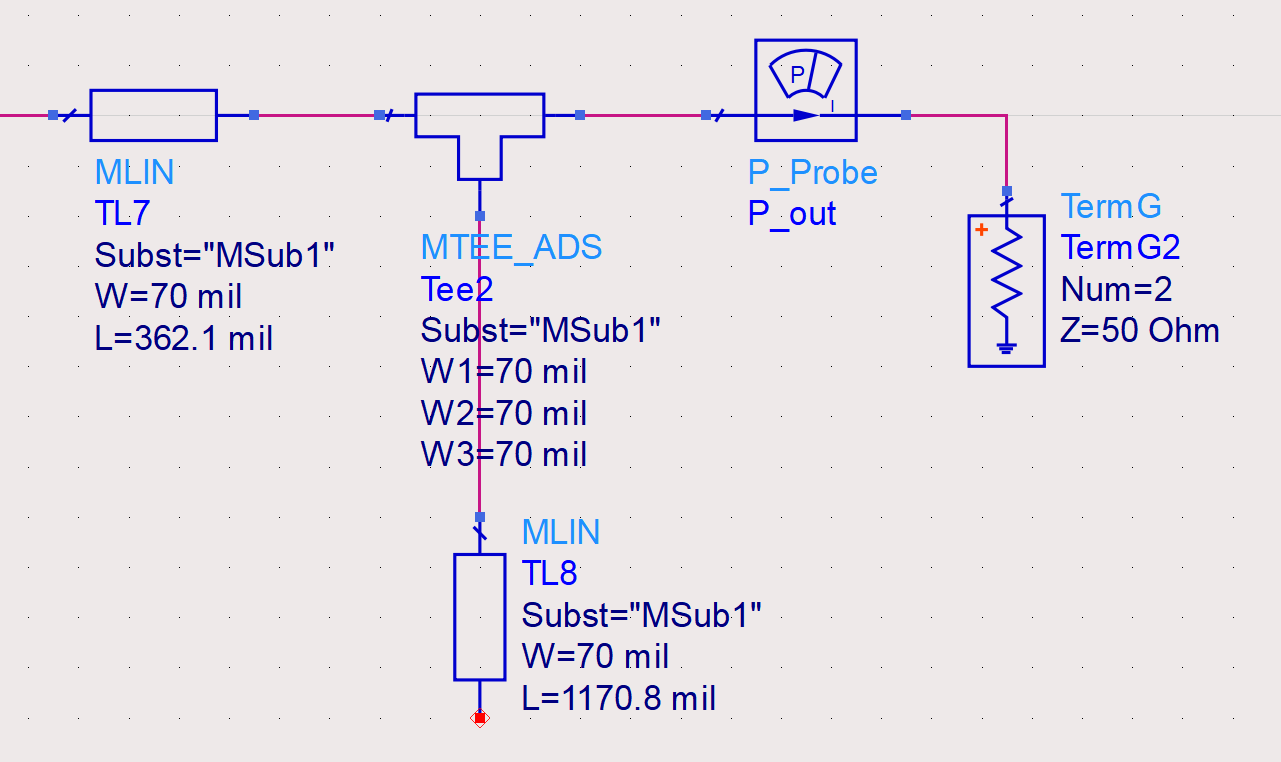 P
I
MLIN
TL7
Subst="MSub1"
W=70 mil
L=362.1 mil
MTEE_ADS
Tee2
Subst="MSub1"
W1=70 mil
W2=70 mil
W3=70 mil
P_Probe
P_out
+
TermG
TermG2
Num=2
Z=50 Ohm
MLIN
TL8
Subst="MSub1"
W=70 mil
L=1170.8 mil